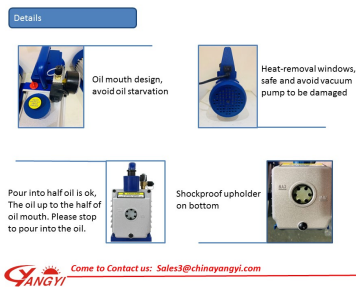 Details
Oil mouth design,
avoid oil starvation
Heat-removal windows,
safe and avoid vacuum
pump to be damaged
Pour into half oil is ok,
The oil up to the half of
oil mouth. Please stop
to pour into the oil.
Shockproof upholder
on bottom
YANGYI
Come to Contact us: Sales3@chinayangyi.com